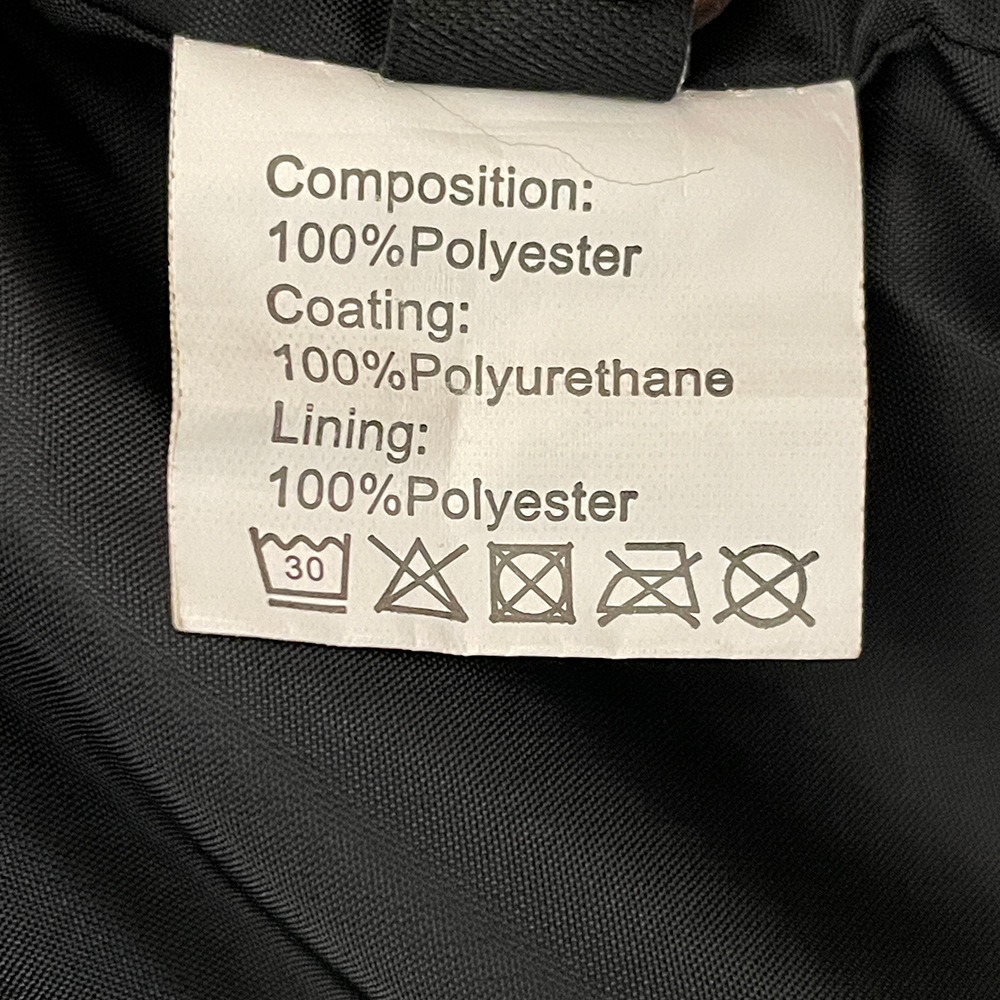 Composition:
100%Polyester
Coating:
100%Polyurethane
Lining:
100%Polyester
30